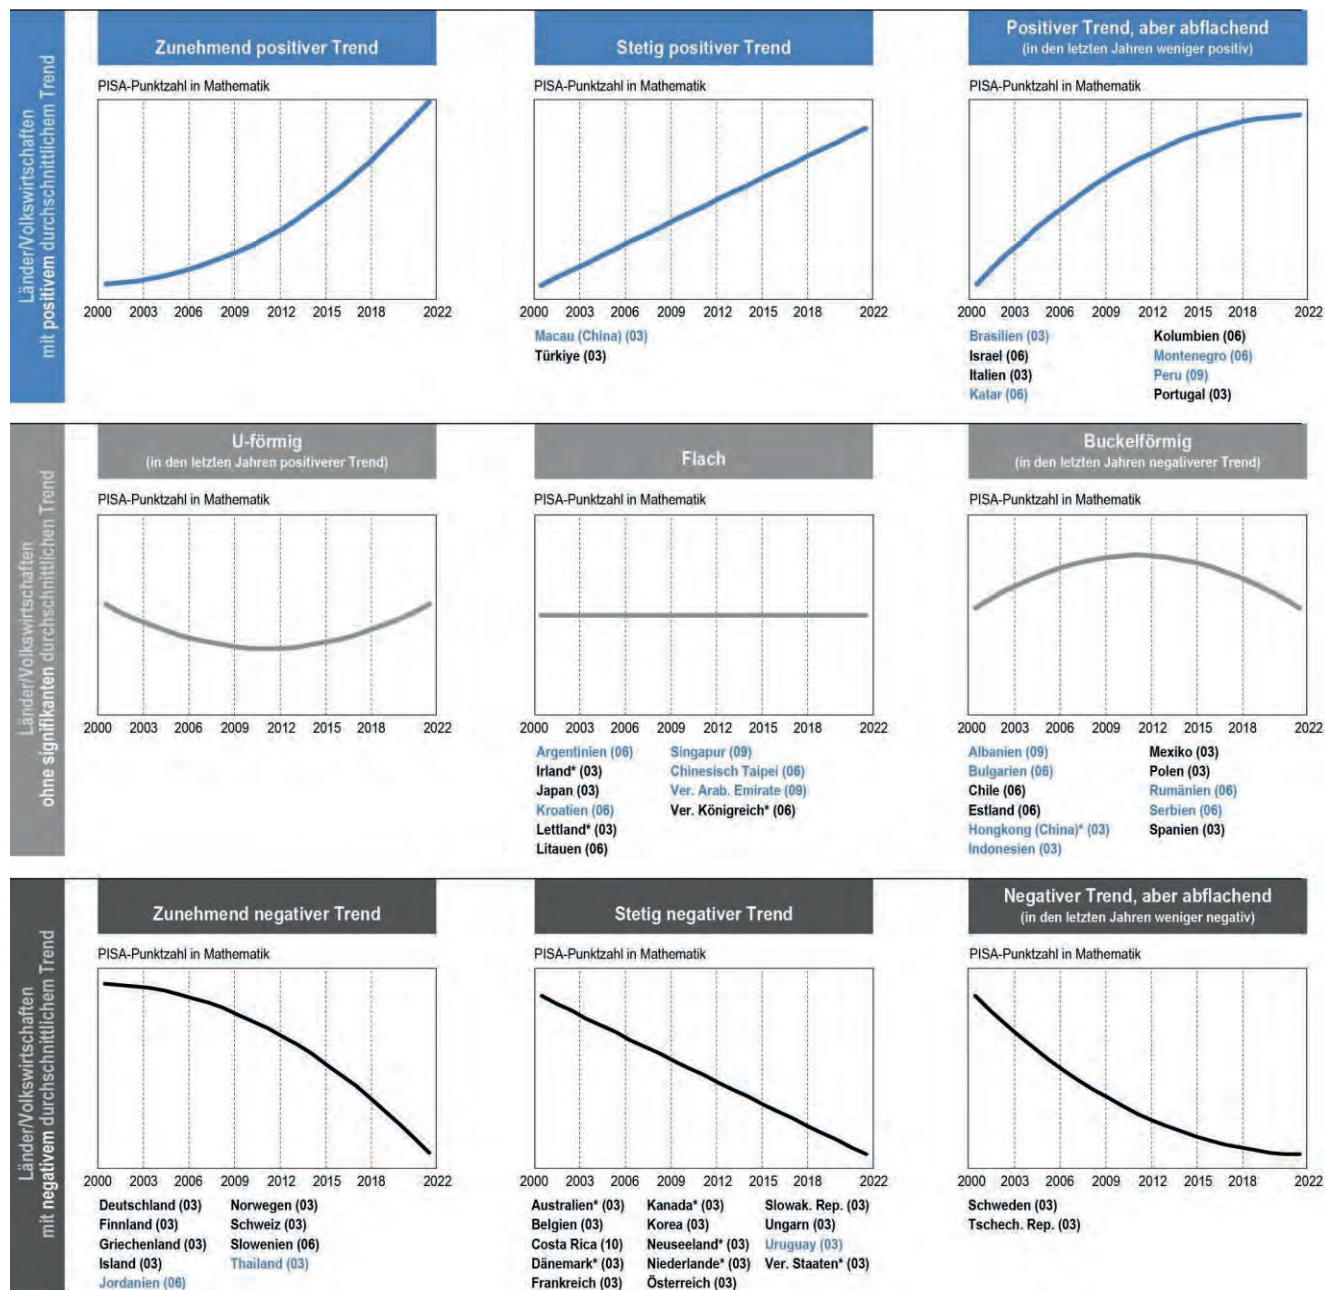 Länder/Volkswirtschaften
mit positivem durchschnittlichem Trend
Zunehmend positiver Trend
PISA-Punktzahl in Mathematik
2000 2003 2006 2009 2012 2015 2018 2022
Stetig positiver Trend
PISA-Punktzahl in Mathematik
2000 2003 2006 2009 2012 2015 2018 2022
Macau (China) (03)
Türkiye (03)
Positiver Trend, aber abflachend
(in den letzten Jahren weniger positiv)
PISA-Punktzahl in Mathematik
2000 2003 2006 2009 2012 2015 2018 2022
Brasilien (03)
Israel (06)
Italien (03)
Katar (06)
Kolumbien (06)
Montenegro (06)
Peru (09)
Portugal (03)
Länder/Volkswirtschaften
ohne signifikanten durchschnittlichen Trend
U-förmig
(in den letzten Jahren positiverer Trend)
PISA-Punktzahl in Mathematik
2000 2003 2006 2009 2012 2015 2018 2022
Flach
PISA-Punktzahl in Mathematik
2000 2003 2006 2009 2012 2015 2018 2022
Argentinien (06)
Irland* (03)
Japan (03)
Kroatien (06)
Lettland* (03)
Litauen (06)
Singapur (09)
Chinesisch Taipei (06)
Ver. Arab. Emirate (09)
Ver. Königreich* (06)
Buckelförmig
(in den letzten Jahren negativerer Trend)
PISA-Punktzahl in Mathematik
2000 2003 2006 2009 2012 2015 2018 2022
Albanien (09)
Bulgarien (06)
Chile (06)
Estland (06)
Hongkong (China)* (03)
Indonesien (03)
Mexiko (03)
Polen (03)
Rumänien (06)
Serbien (06)
Spanien (03)
Länder/Volkswirtschaften
mit negativem durchschnittlichem Trend
Zunehmend negativer Trend
PISA-Punktzahl in Mathematik
2000 2003 2006 2009 2012 2015 2018 2022
Deutschland (03)
Finnland (03)
Griechenland (03)
Island (03)
Jordanien (06)
Norwegen (03)
Schweiz (03)
Slowenien (06)
Thailand (03)
Stetig negativer Trend
PISA-Punktzahl in Mathematik
2000 2003 2006 2009 2012 2015 2018 2022
Australien* (03)
Belgien (03)
Costa Rica (10)
Dänemark* (03)
Frankreich (03)
Kanada* (03)
Korea (03)
Neuseeland* (03)
Niederlande* (03)
Österreich (03)
Slowak. Rep. (03)
Ungarn (03)
Uruguay (03)
Ver. Staaten* (03)
Negativer Trend, aber abflachend
(in den letzten Jahren weniger negativ)
PISA-Punktzahl in Mathematik
2000 2003 2006 2009 2012 2015 2018 2022
Schweden (03)
Tschech. Rep. (03)